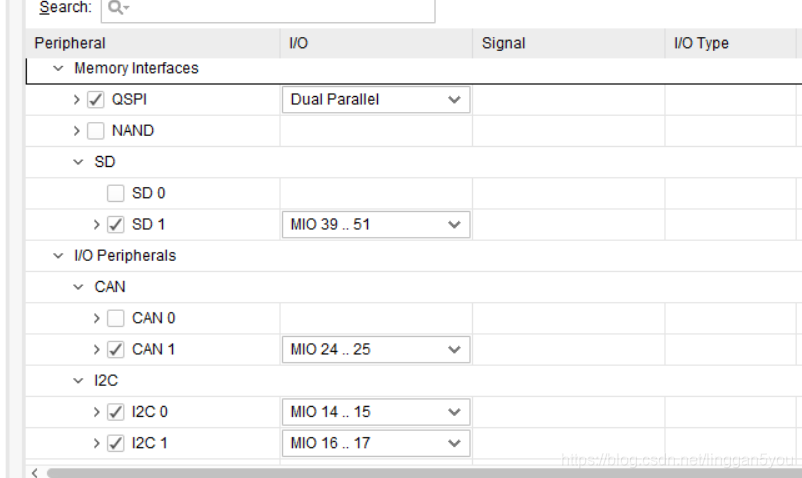 Search: Q-
Peripheral I/O Signal I/O Type
Memory Interfaces
QSPI Dual Parallel
NAND
SD
SD 0
SD 1 MIO 39 .. 51
I/O Peripherals
CAN
CAN 0
CAN 1 MIO 24 .. 25
I2C
I2C 0 MIO 14 .. 15
I2C 1 MIO 16 .. 17
https://blog.csdn.net/linggan5you